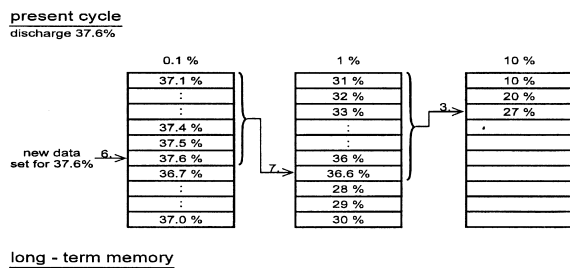 present cycle
discharge 37.6%
0.1 % 1 % 10 %
37.1 % 31 % 10 %
: 32 % 20 %
: 33 % 3. 27 %
37.4 % :
37.5 % :
new data set for 37.6% 6. 37.6 % 36 %
36.7 % 7. 36.6 %
: 28 %
: 29 %
37.0 % 30 %
long - term memory